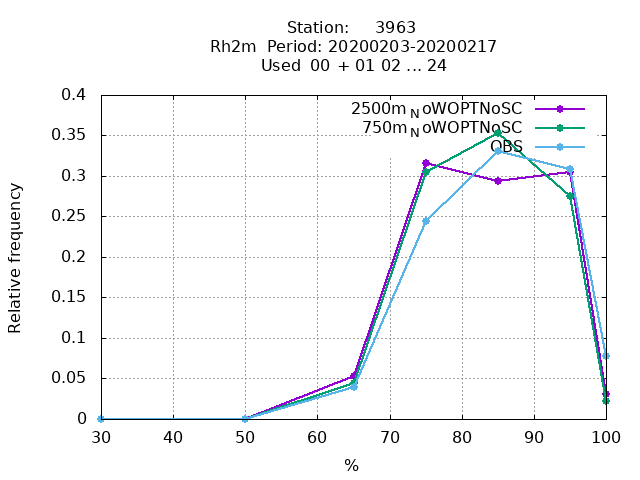 Station: 3963
Rh2m Period: 20200203-20200217
Used 00 + 01 02 ... 24
0.4
0.35
0.3
0.25
0.2
0.15
0.1
0.05
0
2500m_NoWOPTNoSC
750m_NoWOPTNoSC
OBS
Relative frequency
30 40 50 60 70 80 90 100
%